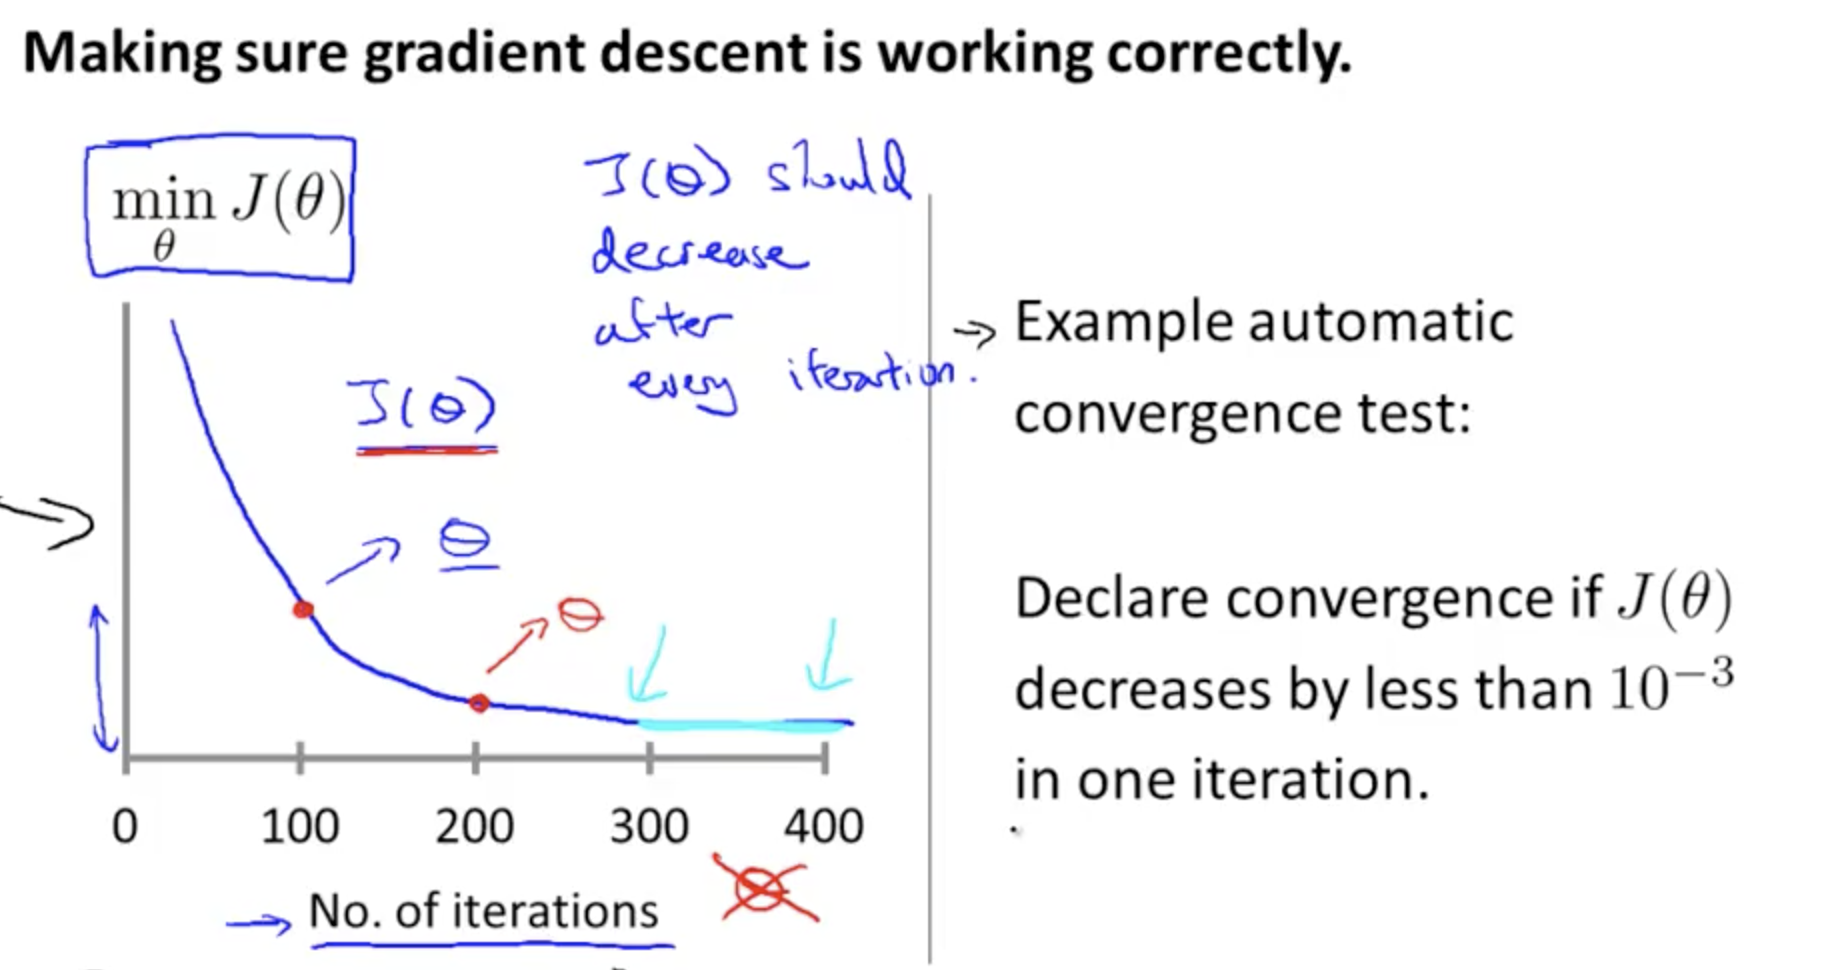 Making sure gradient descent is working correctly.
min J(θ)
θ
J(θ) should
decrease
after
every iteration.
J(θ)
θ
θ
0 100 200 300 400
No. of iterations
θ
Example automatic
convergence test:
Declare convergence if J(θ)
decreases by less than 10⁻³
in one iteration.